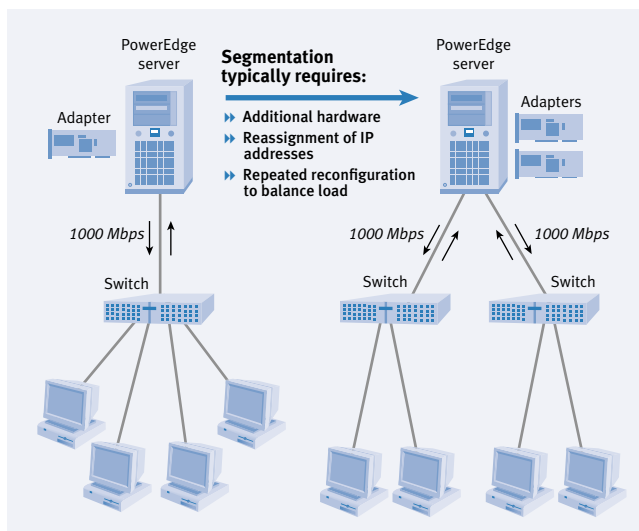 PowerEdge
server
Adapter
1000 Mbps
Switch
Segmentation
typically requires:
Additional hardware
Reassignment of IP
addresses
Repeated reconfiguration
to balance load
PowerEdge
server
Adapters
1000 Mbps
1000 Mbps
Switch
Switch